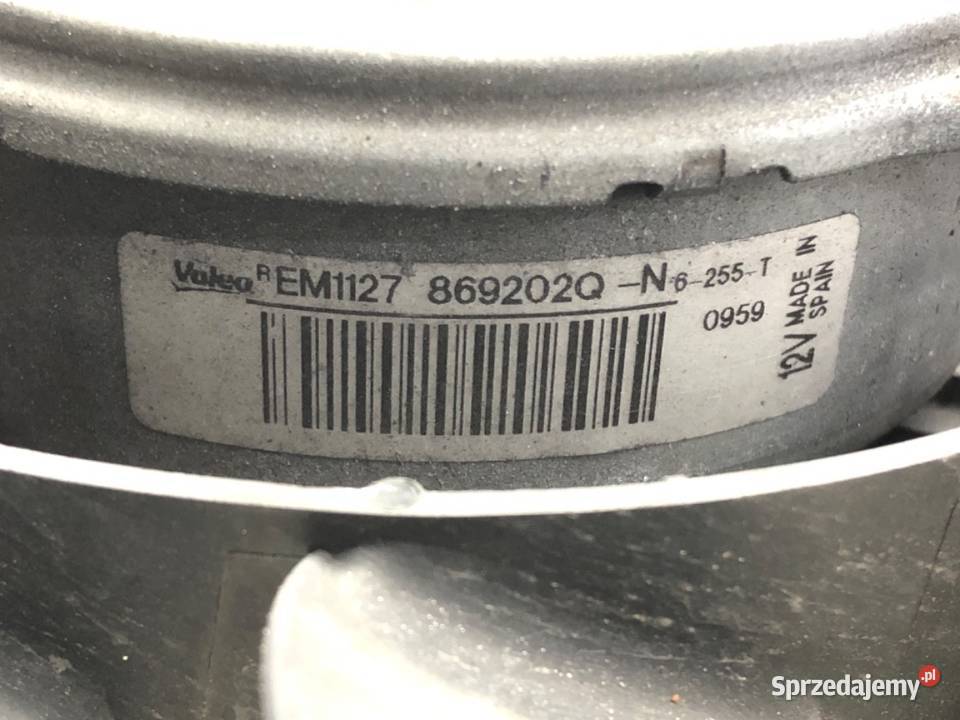 Valeo R EM1127 869202Q -N 6-255-T
0959
12V MADE IN SPAIN
Sprzedajemy.pl